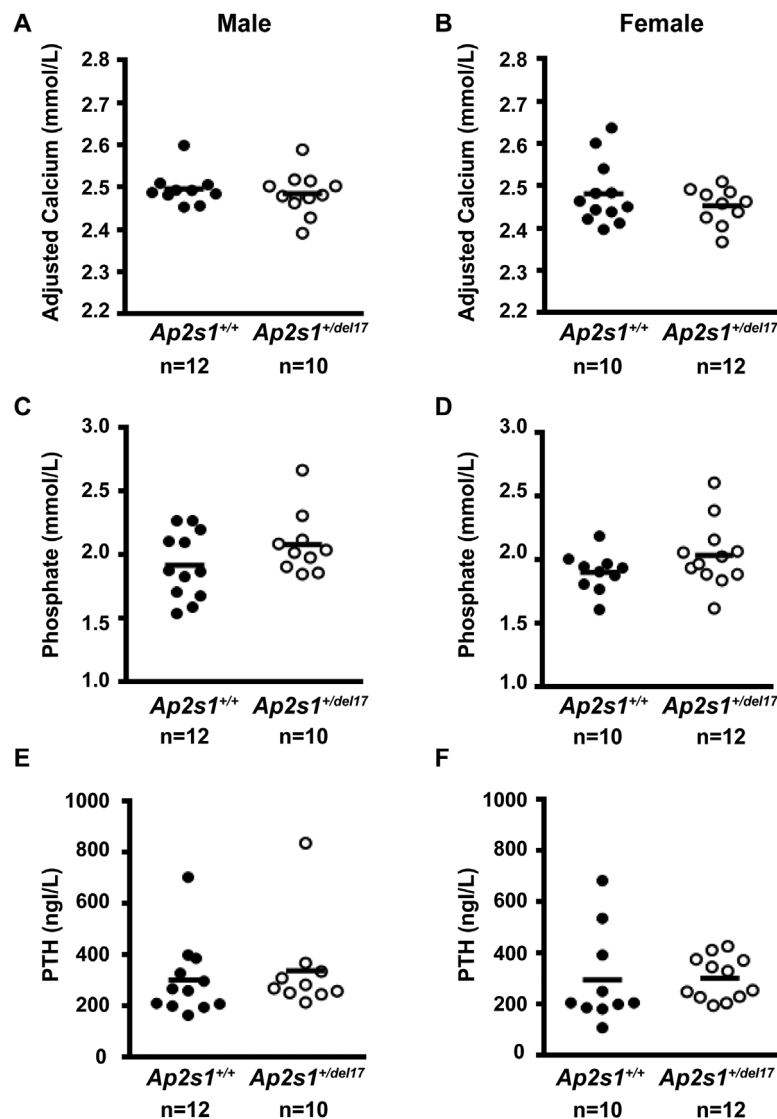 A Male
B Female
Adjusted Calcium (mmol/L)
2.8
2.7
2.6
2.5
2.4
2.3
2.2
Ap2s1+/+ Ap2s1+/del17
n=12 n=10
Adjusted Calcium (mmol/L)
2.8
2.7
2.6
2.5
2.4
2.3
2.2
Ap2s1+/+ Ap2s1+/del17
n=10 n=12
C
Phosphate (mmol/L)
3.0
2.5
2.0
1.5
1.0
Ap2s1+/+ Ap2s1+/del17
n=12 n=10
D
Phosphate (mmol/L)
3.0
2.5
2.0
1.5
1.0
Ap2s1+/+ Ap2s1+/del17
n=10 n=12
E
PTH (ngl/L)
1000
800
600
400
200
0
Ap2s1+/+ Ap2s1+/del17
n=12 n=10
F
PTH (ngl/L)
1000
800
600
400
200
0
Ap2s1+/+ Ap2s1+/del17
n=10 n=12